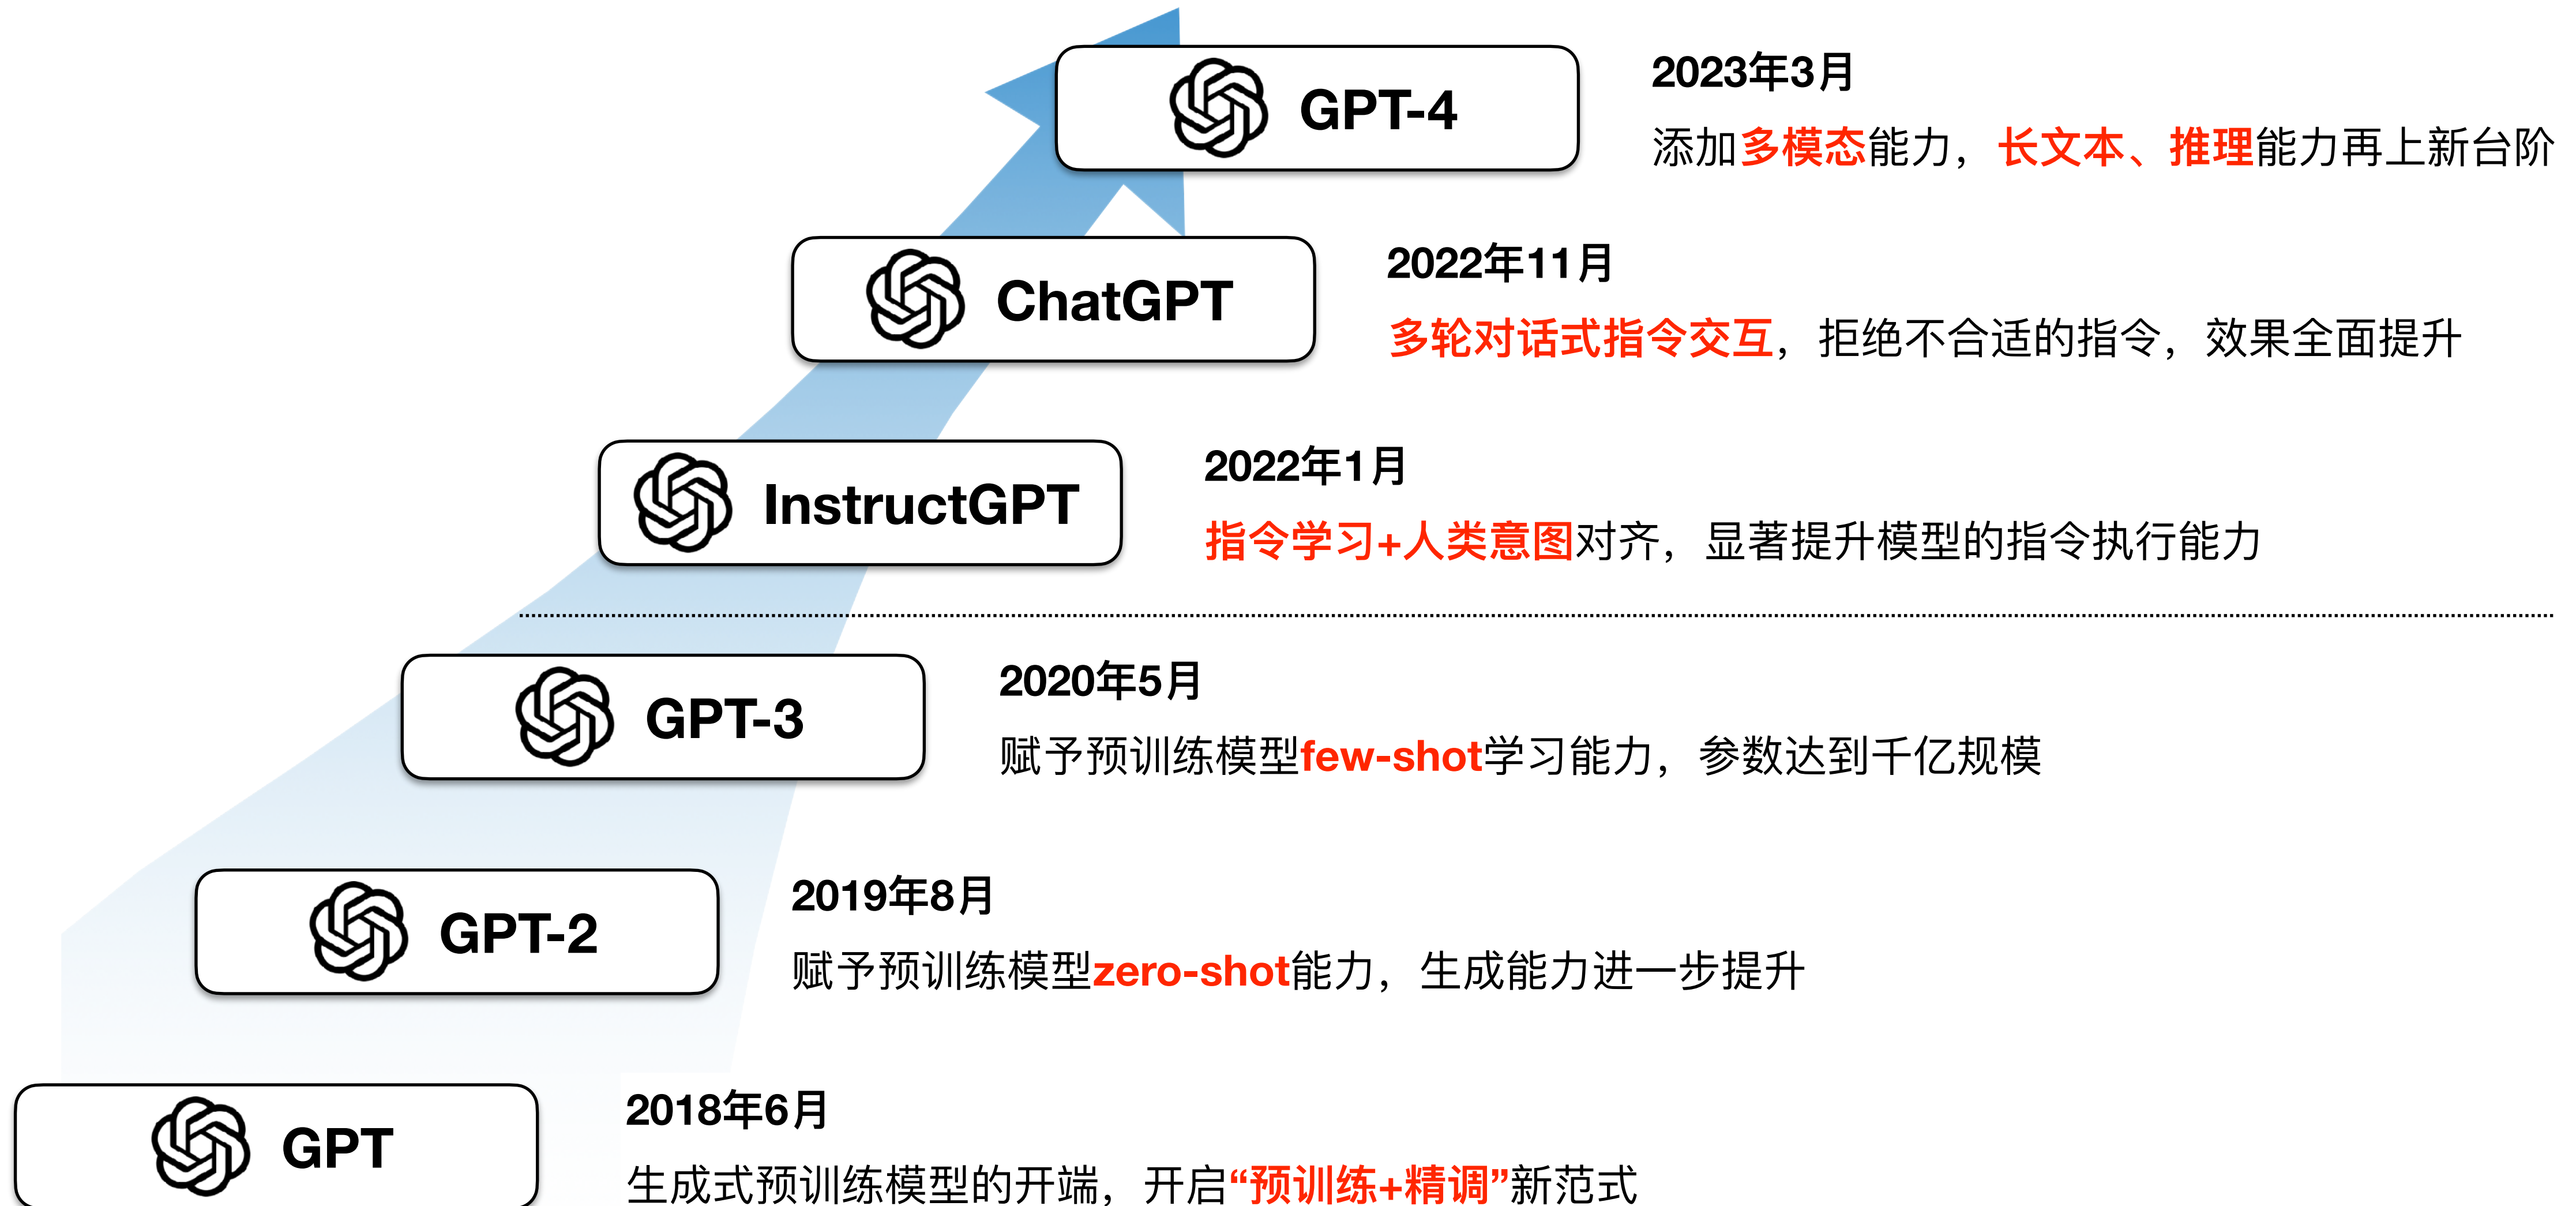 GPT-4
2023年3月
添加多模态能力，长文本、推理能力再上新台阶
ChatGPT
2022年11月
多轮对话式指令交互，拒绝不合适的指令，效果全面提升
InstructGPT
2022年1月
指令学习+人类意图对齐，显著提升模型的指令执行能力
GPT-3
2020年5月
赋予预训练模型few-shot学习能力，参数达到千亿规模
GPT-2
2019年8月
赋予预训练模型zero-shot能力，生成能力进一步提升
GPT
2018年6月
生成式预训练模型的开端，开启“预训练+精调”新范式